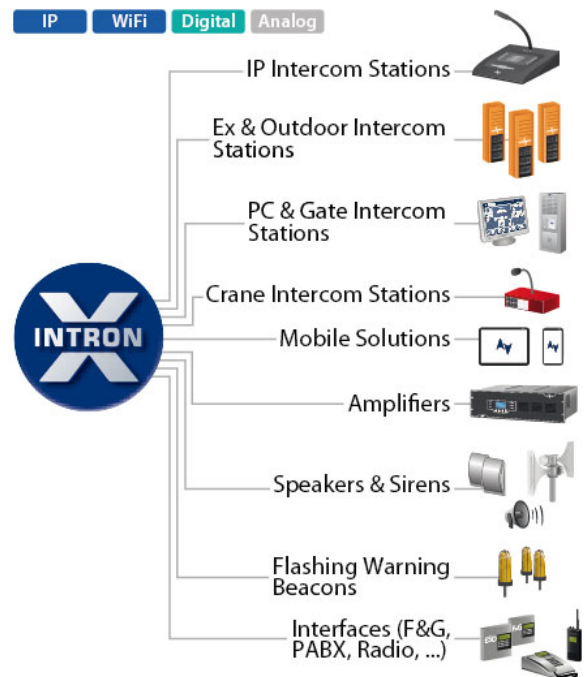 IP WiFi Digital Analog
IP Intercom Stations
Ex & Outdoor Intercom
Stations
PC & Gate Intercom
Stations
Crane Intercom Stations
INTRON X
Mobile Solutions
Amplifiers
Speakers & Sirens
Flashing Warning
Beacons
Interfaces (F&G,
PABX, Radio, ...)